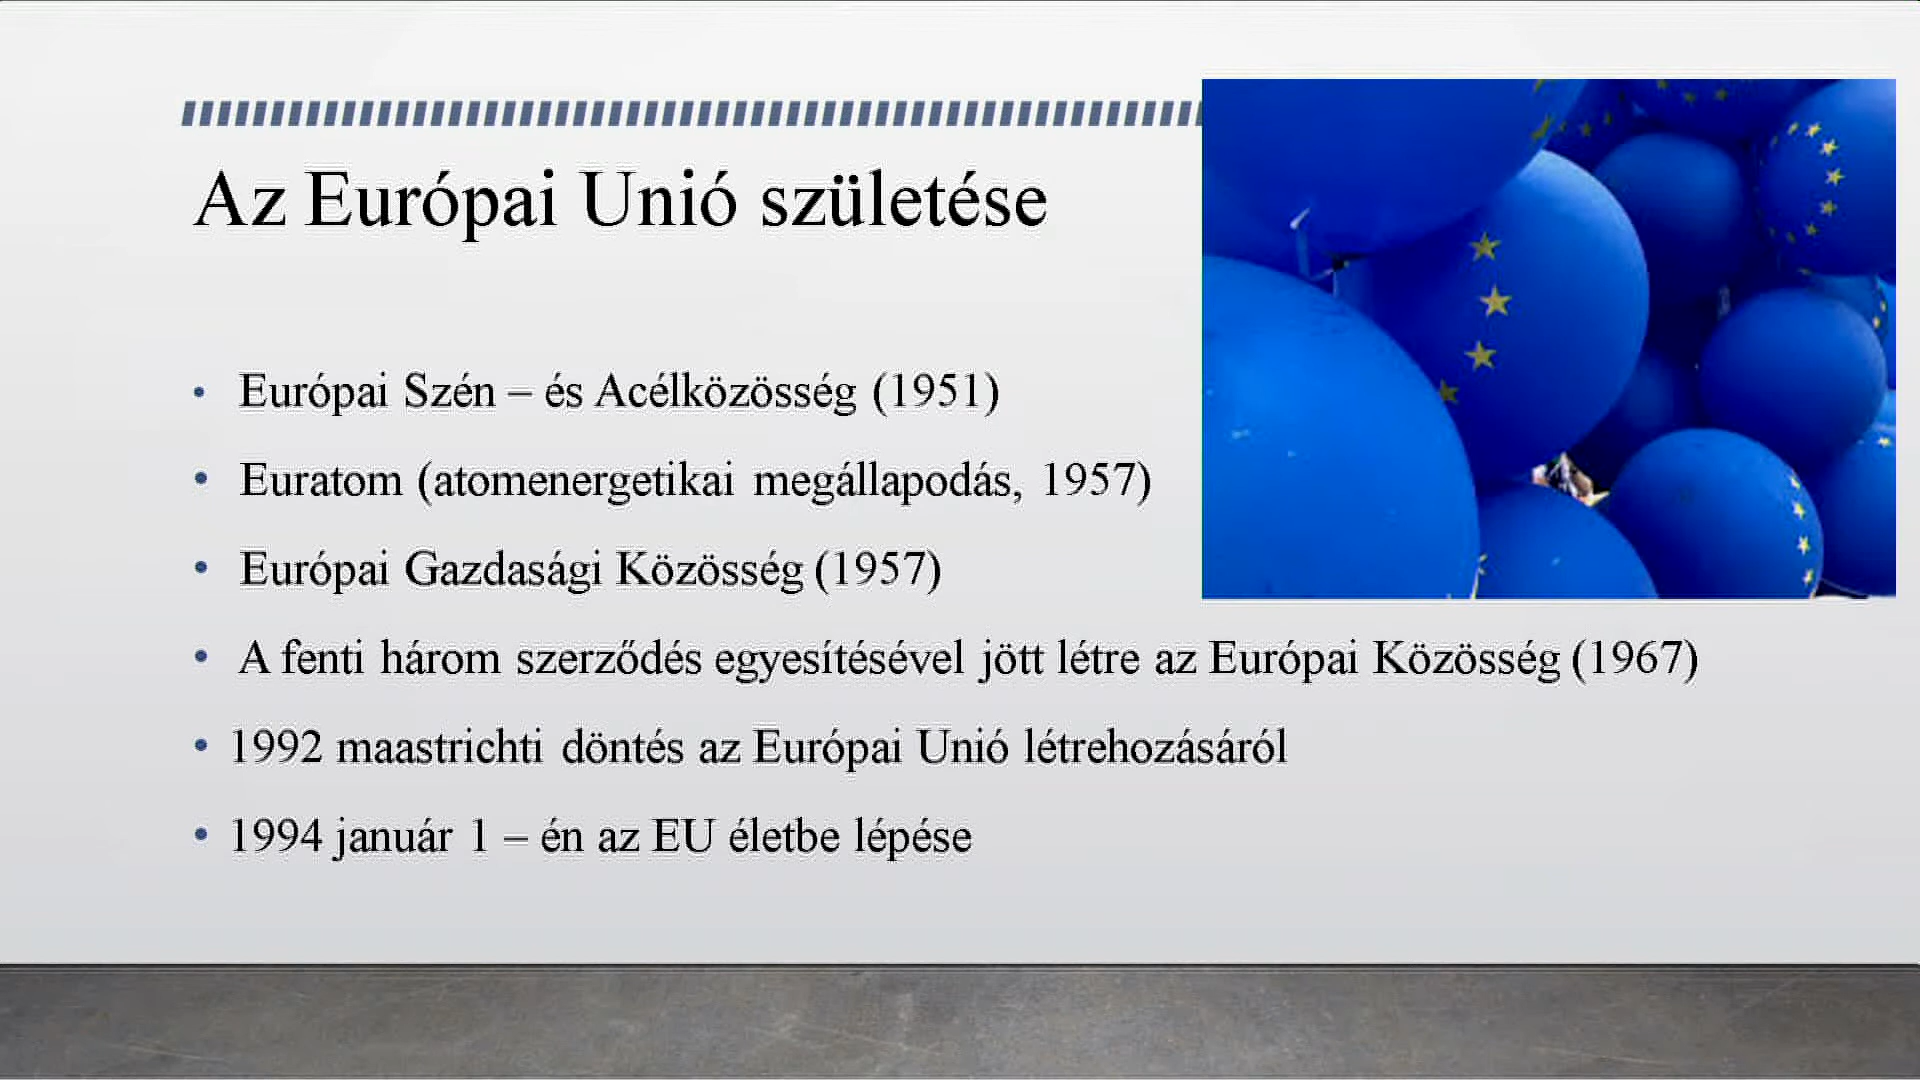 Az Európai Unió születése
• Európai Szén – és Acélközösség (1951)
• Euratom (atomenergetikai megállapodás, 1957)
• Európai Gazdasági Közösség (1957)
• A fenti három szerződés egyesítésével jött létre az Európai Közösség (1967)
• 1992 maastrichti döntés az Európai Unió létrehozásáról
• 1994 január 1 – én az EU életbe lépése